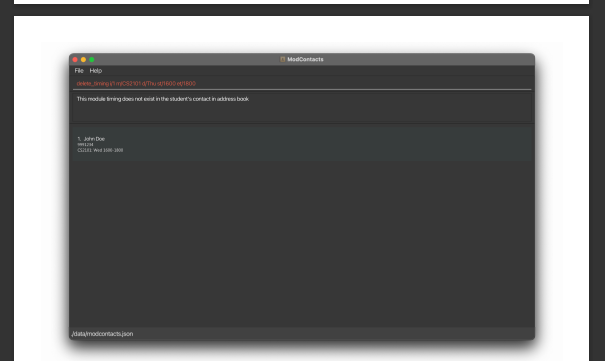 ModContacts
File Help
delete_timing i/1 m/CS2101 d/Thu st/1600 et/1800
This module timing does not exist in the student's contact in address book
1. John Doe
9991234
CS2101: Wed 1600-1800
./data/modcontacts.json